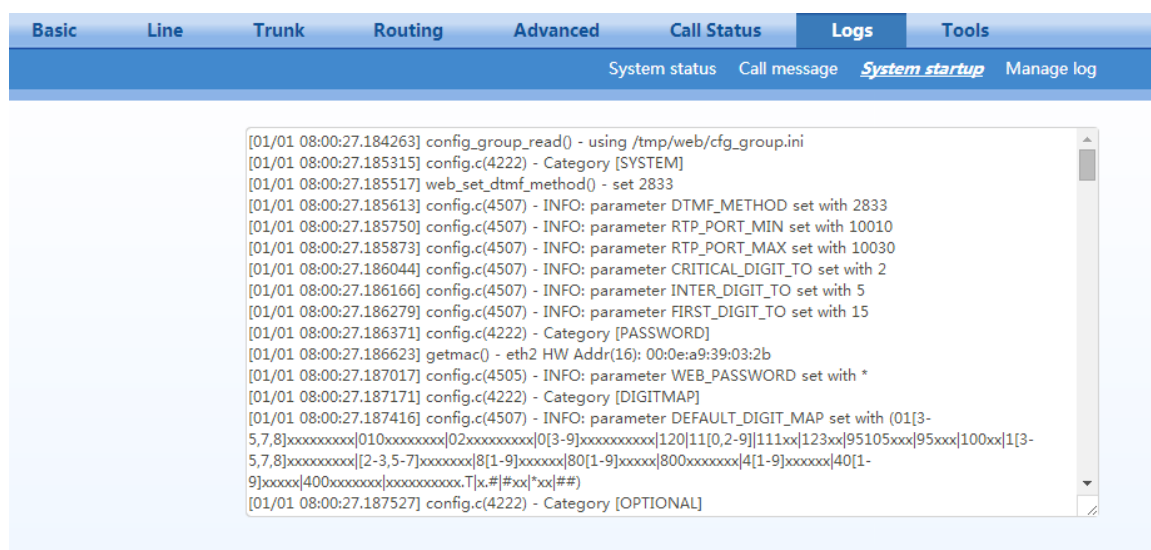 Basic Line Trunk Routing Advanced Call Status Logs Tools
System status Call message System startup Manage log
[01/01 08:00:27.184263] config_group_read() - using /tmp/web/cfg_group.ini
[01/01 08:00:27.185315] config.c(4222) - Category [SYSTEM]
[01/01 08:00:27.185517] web_set_dtmf_method() - set 2833
[01/01 08:00:27.185613] config.c(4507) - INFO: parameter DTMF_METHOD set with 2833
[01/01 08:00:27.185750] config.c(4507) - INFO: parameter RTP_PORT_MIN set with 10010
[01/01 08:00:27.185873] config.c(4507) - INFO: parameter RTP_PORT_MAX set with 10030
[01/01 08:00:27.186044] config.c(4507) - INFO: parameter CRITICAL_DIGIT_TO set with 2
[01/01 08:00:27.186166] config.c(4507) - INFO: parameter INTER_DIGIT_TO set with 5
[01/01 08:00:27.186279] config.c(4507) - INFO: parameter FIRST_DIGIT_TO set with 15
[01/01 08:00:27.186371] config.c(4222) - Category [PASSWORD]
[01/01 08:00:27.186623] getmac() - eth2 HW Addr(16): 00:0e:a9:39:03:2b
[01/01 08:00:27.187017] config.c(4505) - INFO: parameter WEB_PASSWORD set with *
[01/01 08:00:27.187171] config.c(4222) - Category [DIGITMAP]
[01/01 08:00:27.187416] config.c(4507) - INFO: parameter DEFAULT_DIGIT_MAP set with (01[3-
5,7,8]xxxxxxxxx|010xxxxxxxx|02xxxxxxxxx|0[3-9]xxxxxxxxxx|120|11[0,2-9]|111xx|123xx|95105xxx|95xxx|100xx|1[3-
5,7,8]xxxxxxxxx|[2-3,5-7]xxxxxxx|8[1-9]xxxxxx|80[1-9]xxxxx|800xxxxxxx|4[1-9]xxxxxx|40[1-
9]xxxxx|400xxxxxxx|xxxxxxxxxx.T|x.#|#xx|*xx|##)
[01/01 08:00:27.187527] config.c(4222) - Category [OPTIONAL]